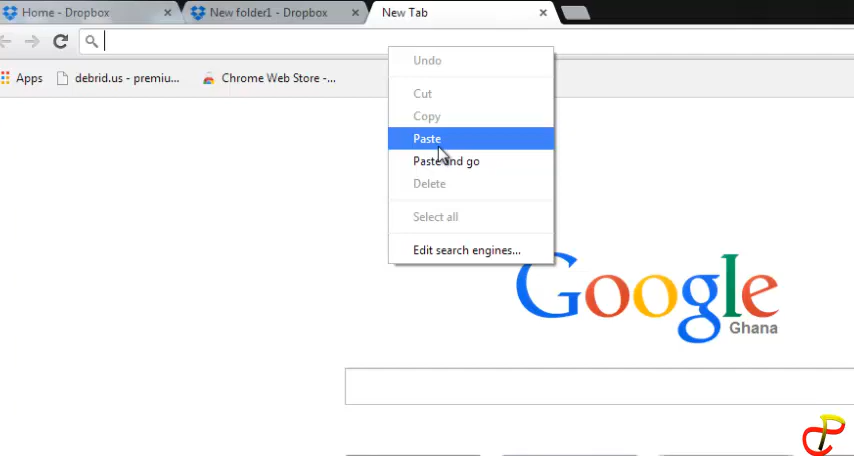 Home - Dropbox
New folder1 - Dropbox
New Tab
Apps
debrid.us - premiu...
Chrome Web Store -...
Undo
Cut
Copy
Paste
Paste and go
Delete
Select all
Edit search engines...
Google
Ghana